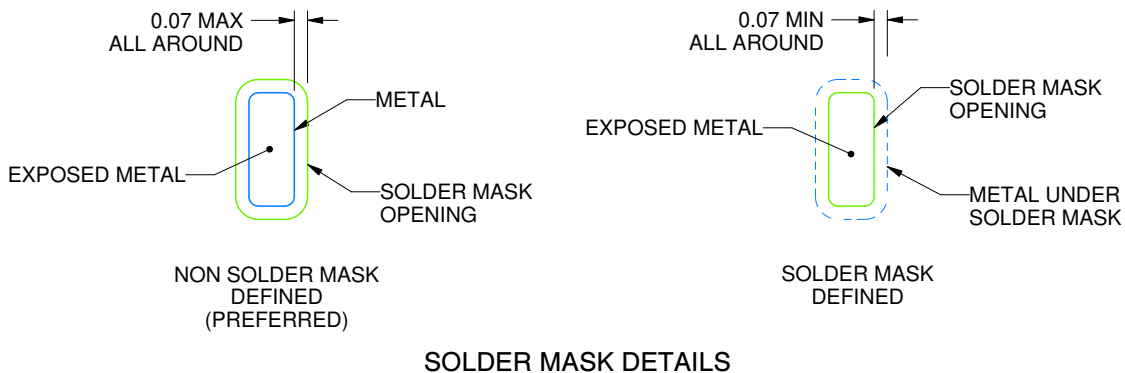 0.07 MAX
ALL AROUND
METAL
EXPOSED METAL
SOLDER MASK
OPENING
NON SOLDER MASK
DEFINED
(PREFERRED)
0.07 MIN
ALL AROUND
SOLDER MASK
OPENING
EXPOSED METAL
METAL UNDER
SOLDER MASK
SOLDER MASK
DEFINED
SOLDER MASK DETAILS